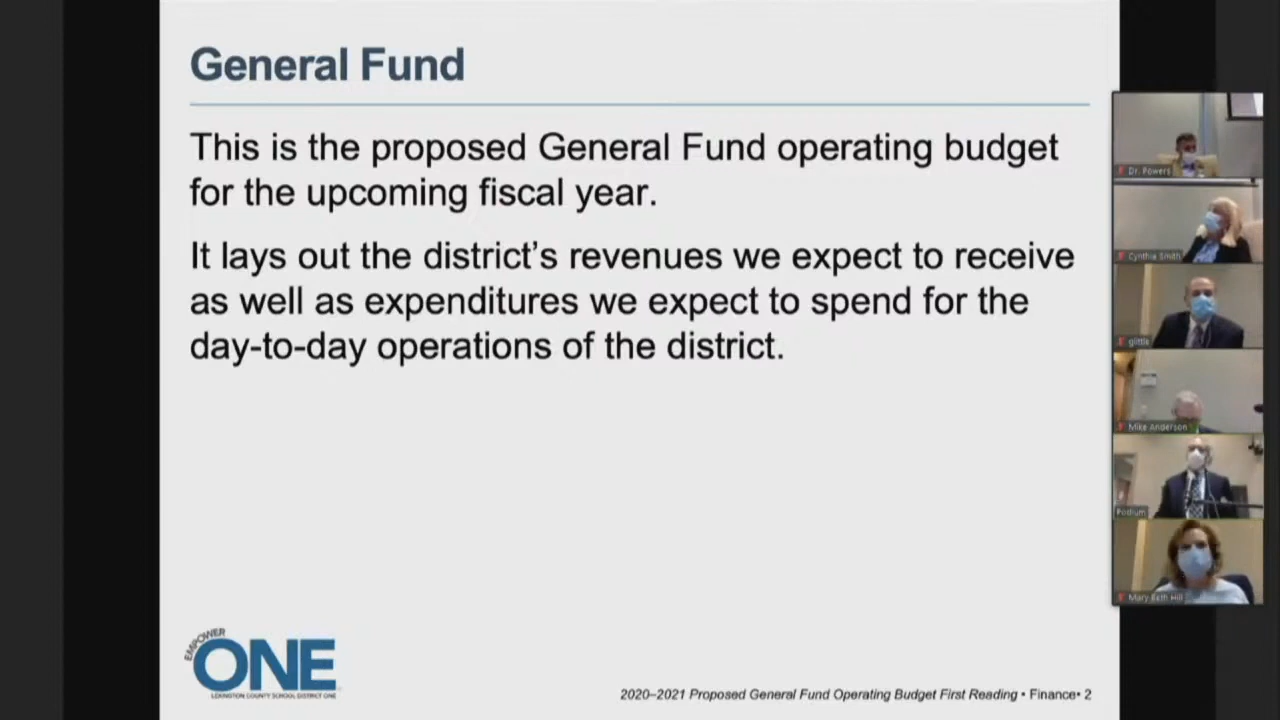 General Fund
This is the proposed General Fund operating budget
for the upcoming fiscal year.
It lays out the district’s revenues we expect to receive
as well as expenditures we expect to spend for the
day-to-day operations of the district.
Dr. Powers
Cynthia Smith
glittle
Mike Anderson
Podium
Mary Beth Hill
EMPOWER
ONE
LEXINGTON COUNTY SCHOOL DISTRICT ONE
2020–2021 Proposed General Fund Operating Budget First Reading • Finance• 2